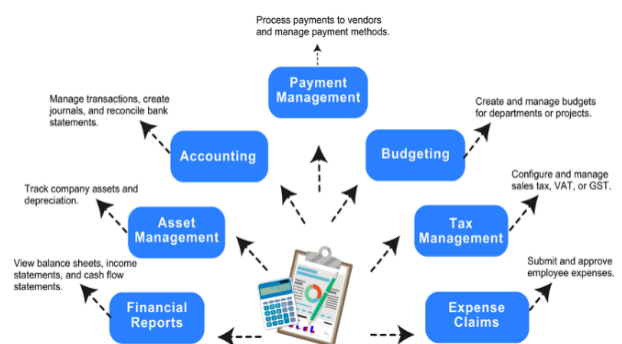 Process payments to vendors
and manage payment methods.
Payment
Management
Manage transactions, create
journals, and reconcile bank
statements.
Accounting
Create and manage budgets
for departments or projects.
Budgeting
Track company assets and
depreciation.
Asset
Management
Configure and manage
sales tax, VAT, or GST.
Tax
Management
View balance sheets, income
statements, and cash flow
statements.
Financial
Reports
Submit and approve
employee expenses.
Expense
Claims